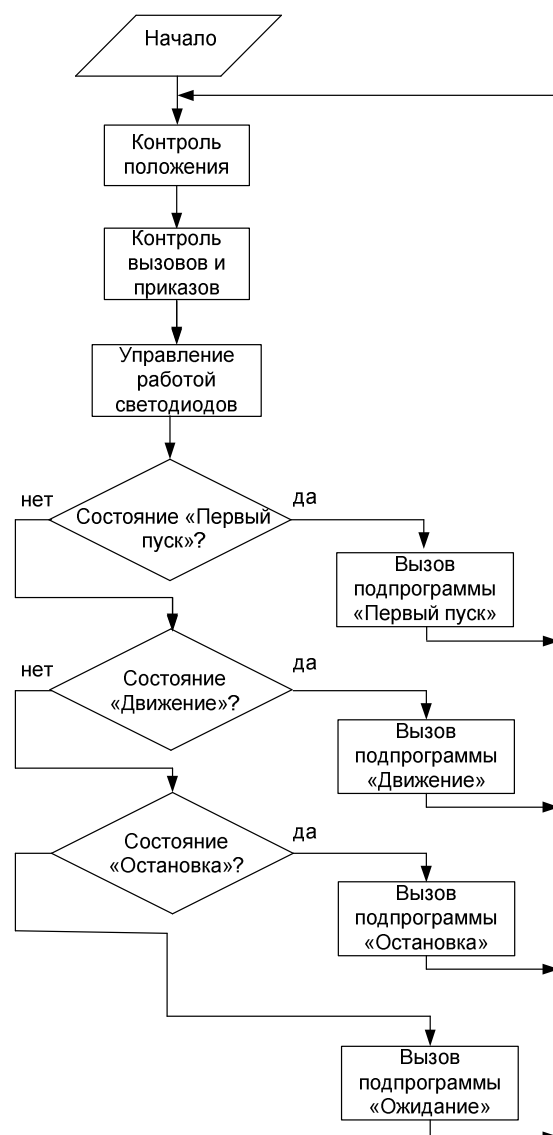 Начало
Контроль
положения
Контроль
вызовов и
приказов
Управление
работой
светодиодов
нет
да
Состояние «Первый
пуск»?
Вызов
подпрограммы
«Первый пуск»
нет
да
Состояние
«Движение»?
Вызов
подпрограммы
«Движение»
да
Состояние
«Остановка»?
Вызов
подпрограммы
«Остановка»
Вызов
подпрограммы
«Ожидание»